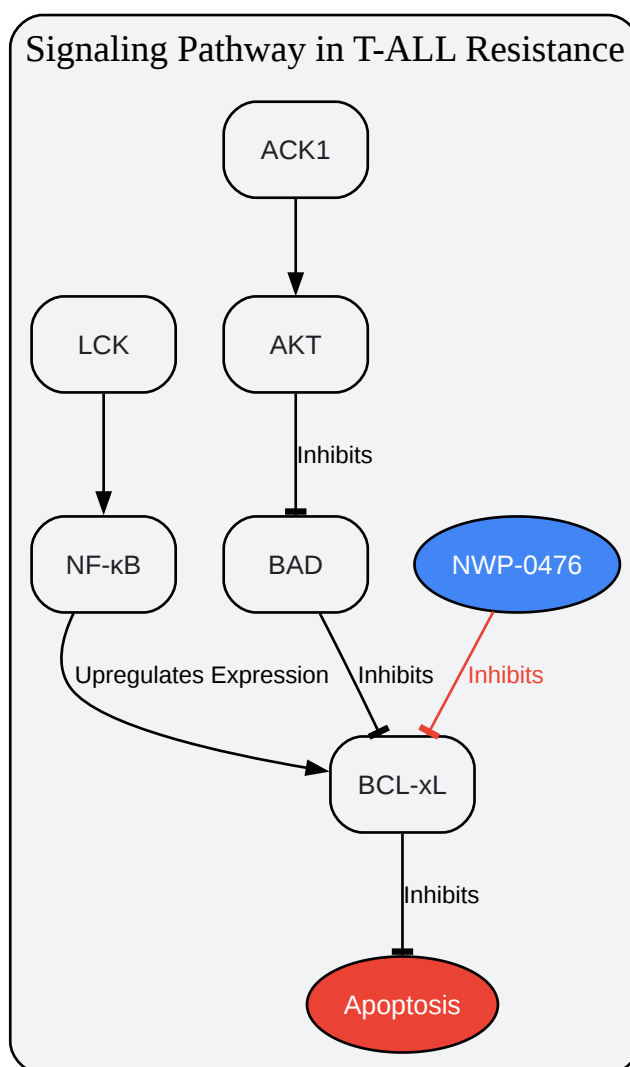 Signaling Pathway in T-ALL Resistance
ACK1
LCK
AKT
Inhibits
NF-κB
BAD
NWP-0476
Upregulates Expression
Inhibits
Inhibits
BCL-xL
Inhibits
Apoptosis